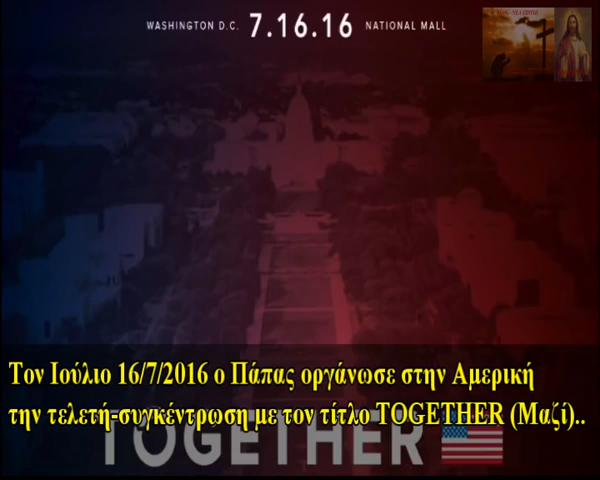 WASHINGTON D.C. 7.16.16 NATIONAL MALL
Τον Ιούλιο 16/7/2016 ο Πάπας οργάνωσε στην Αμερική
την τελετή-συγκέντρωση με τον τίτλο TOGETHER (Μαζί)..
TOGETHER